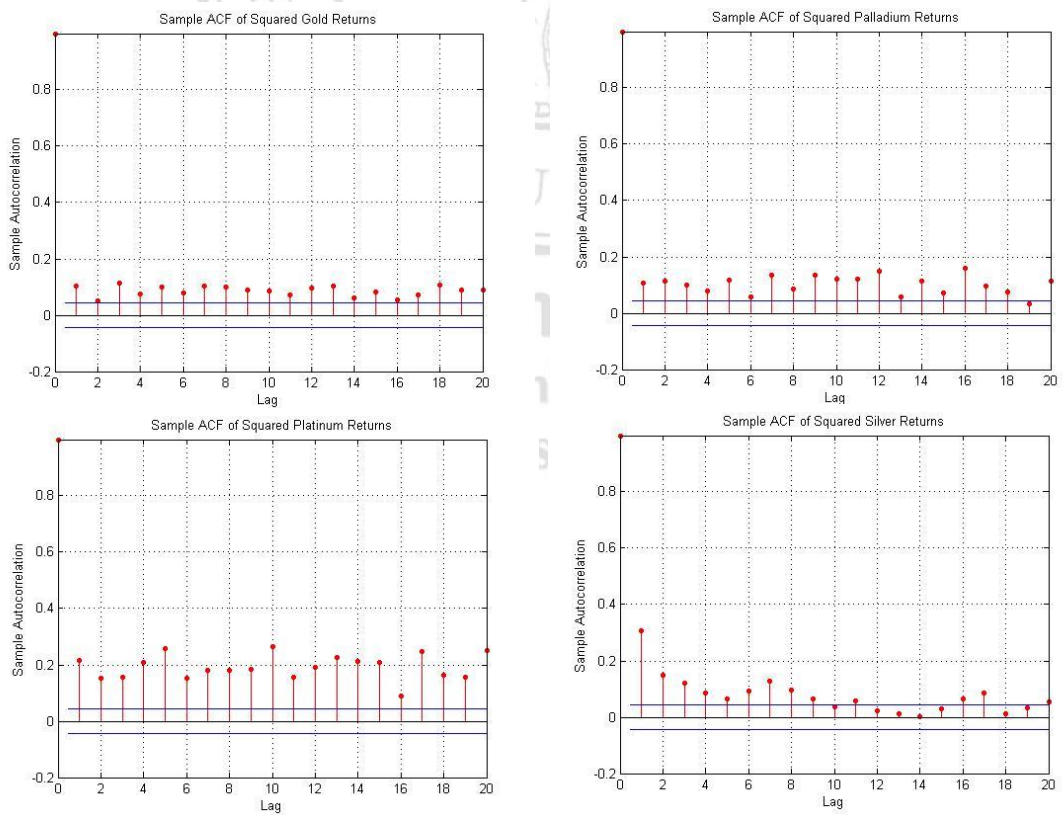 Sample ACF of Squared Gold Returns
0.8
0.6
0.4
0.2
0
-0.2
0 2 4 6 8 10 12 14 16 18 20
Lag
Sample Autocorrelation
Sample ACF of Squared Palladium Returns
0.8
0.6
0.4
0.2
0
-0.2
0 2 4 6 8 10 12 14 16 18 20
Lag
Sample Autocorrelation
Sample ACF of Squared Platinum Returns
0.8
0.6
0.4
0.2
0
-0.2
0 2 4 6 8 10 12 14 16 18 20
Lag
Sample Autocorrelation
Sample ACF of Squared Silver Returns
0.8
0.6
0.4
0.2
0
-0.2
0 2 4 6 8 10 12 14 16 18 20
Lag
Sample Autocorrelation